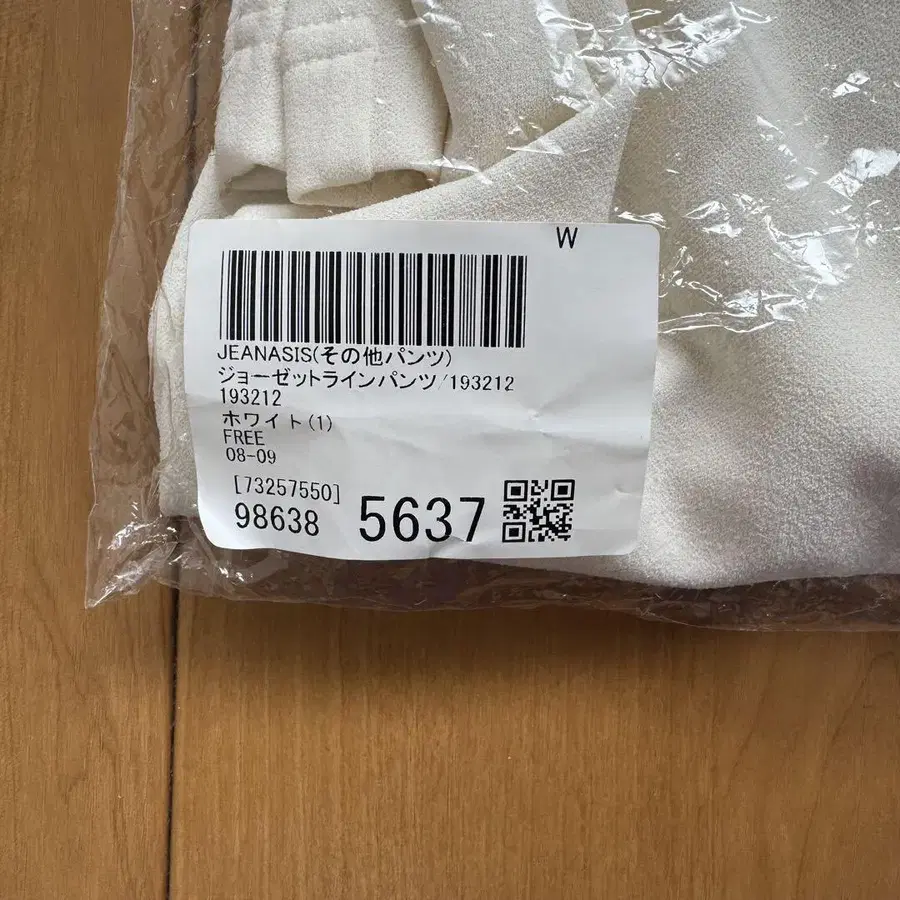 W
JEANASIS(その他パンツ)
ジョーゼットラインパンツ/193212
193212
ホワイト(1)
FREE
08-09
[73257550]
98638 5637